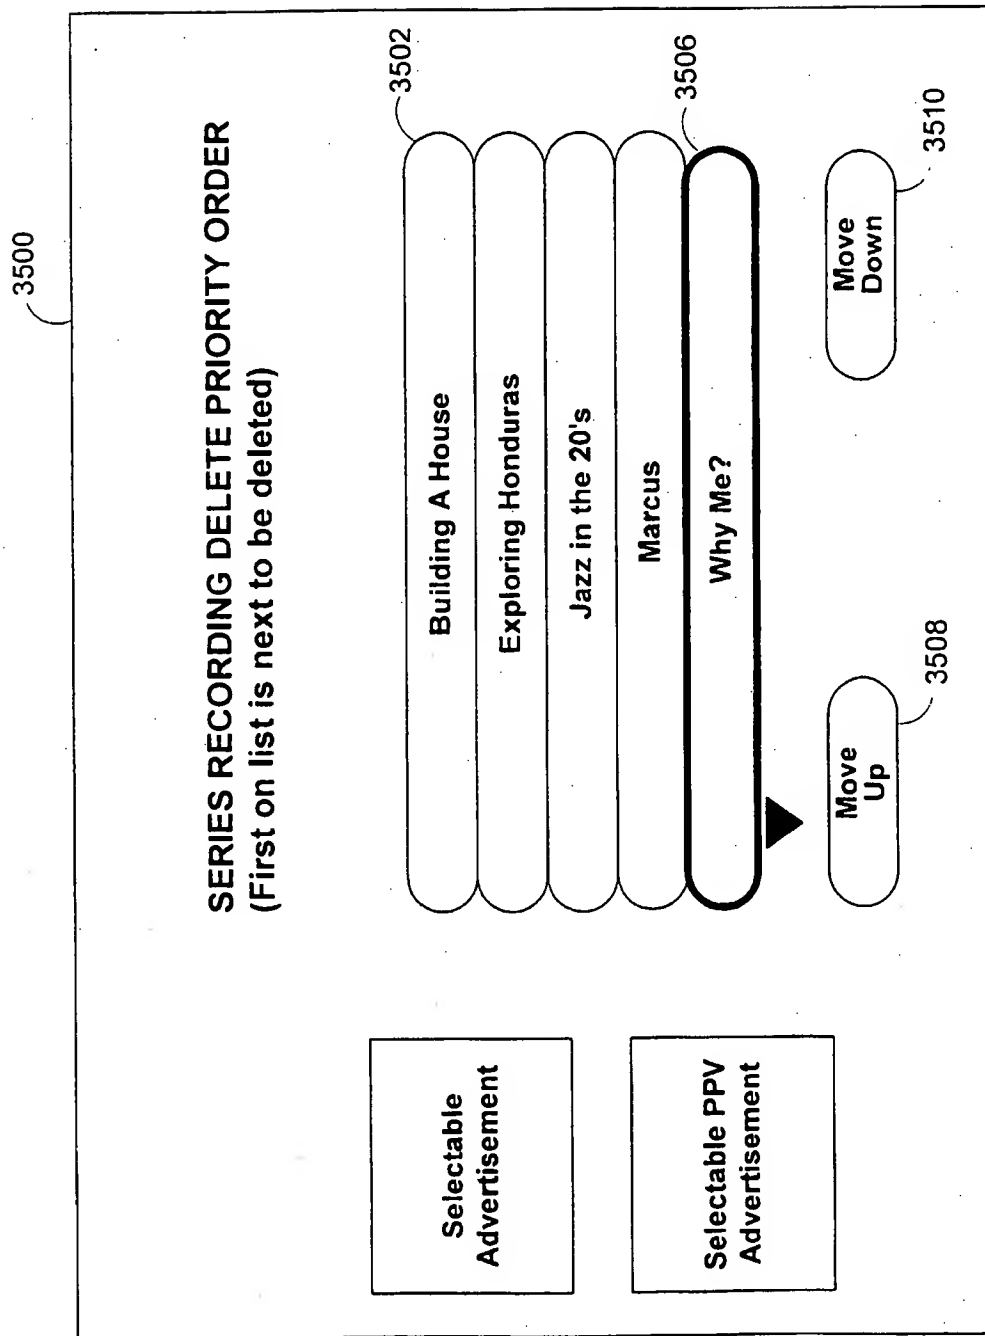 3500
SERIES RECORDING DELETE PRIORITY ORDER
(First on list is next to be deleted)
Selectable
Advertisement
Selectable PPV
Advertisement
3502
Building A House
Exploring Honduras
Jazz in the 20's
Marcus
3506
Why Me?
Move
Up
3508
Move
Down
3510